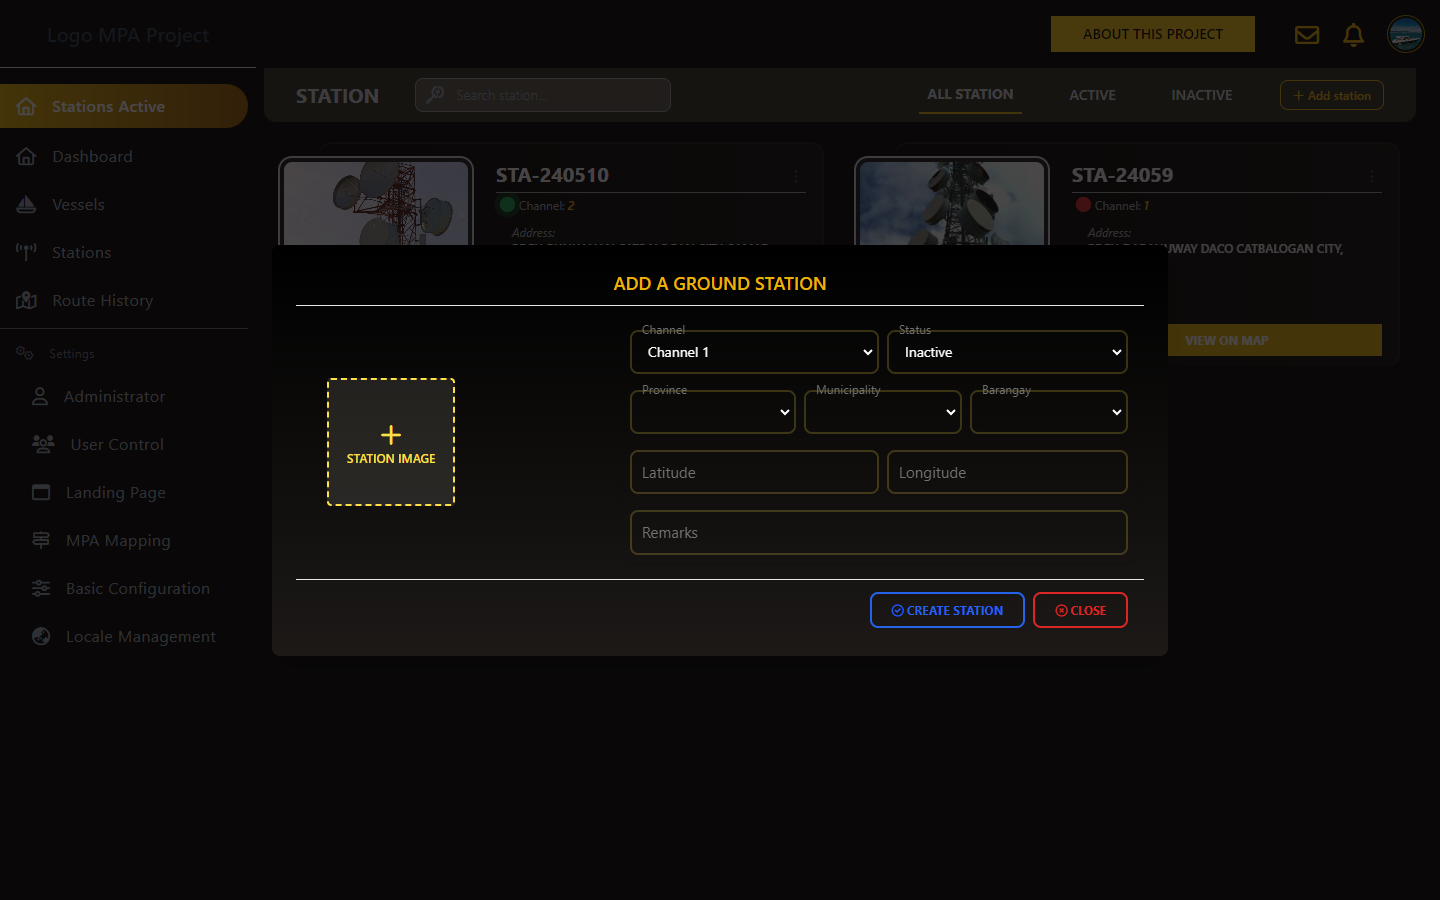 Logo MPA Project
ABOUT THIS PROJECT
Stations Active
Dashboard
Vessels
Stations
Route History
Settings
Administrator
User Control
Landing Page
MPA Mapping
Basic Configuration
Locale Management
STATION
Search station...
ALL STATION
ACTIVE
INACTIVE
+ Add station
STA-240510
Channel: 2
Address:
STA-24059
Channel: 1
Address:
DACO CATBALOGAN CITY,
VIEW ON MAP
ADD A GROUND STATION
STATION IMAGE
Channel
Channel 1
Status
Inactive
Province
Municipality
Barangay
Latitude
Longitude
Remarks
CREATE STATION
CLOSE